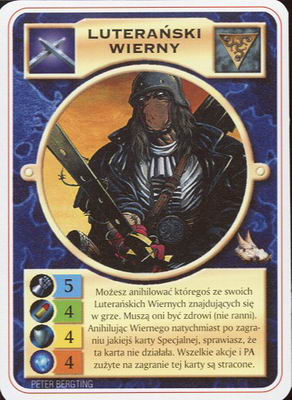 LUTERAŃSKI
WIERNY
5
4
4
4
Możesz anihilować któregoś ze swoich
Luterańskich Wiernych znajdujących się
w grze. Muszą oni być zdrowi (nie ranni).
Anihilując Wiernego natychmiast po zagra-
niu jakiejś karty Specjalnej, sprawiasz, że
ta karta nie działała. Wszelkie akcje i PA
zużyte na zagranie tej karty są stracone.
PETER BERGTING